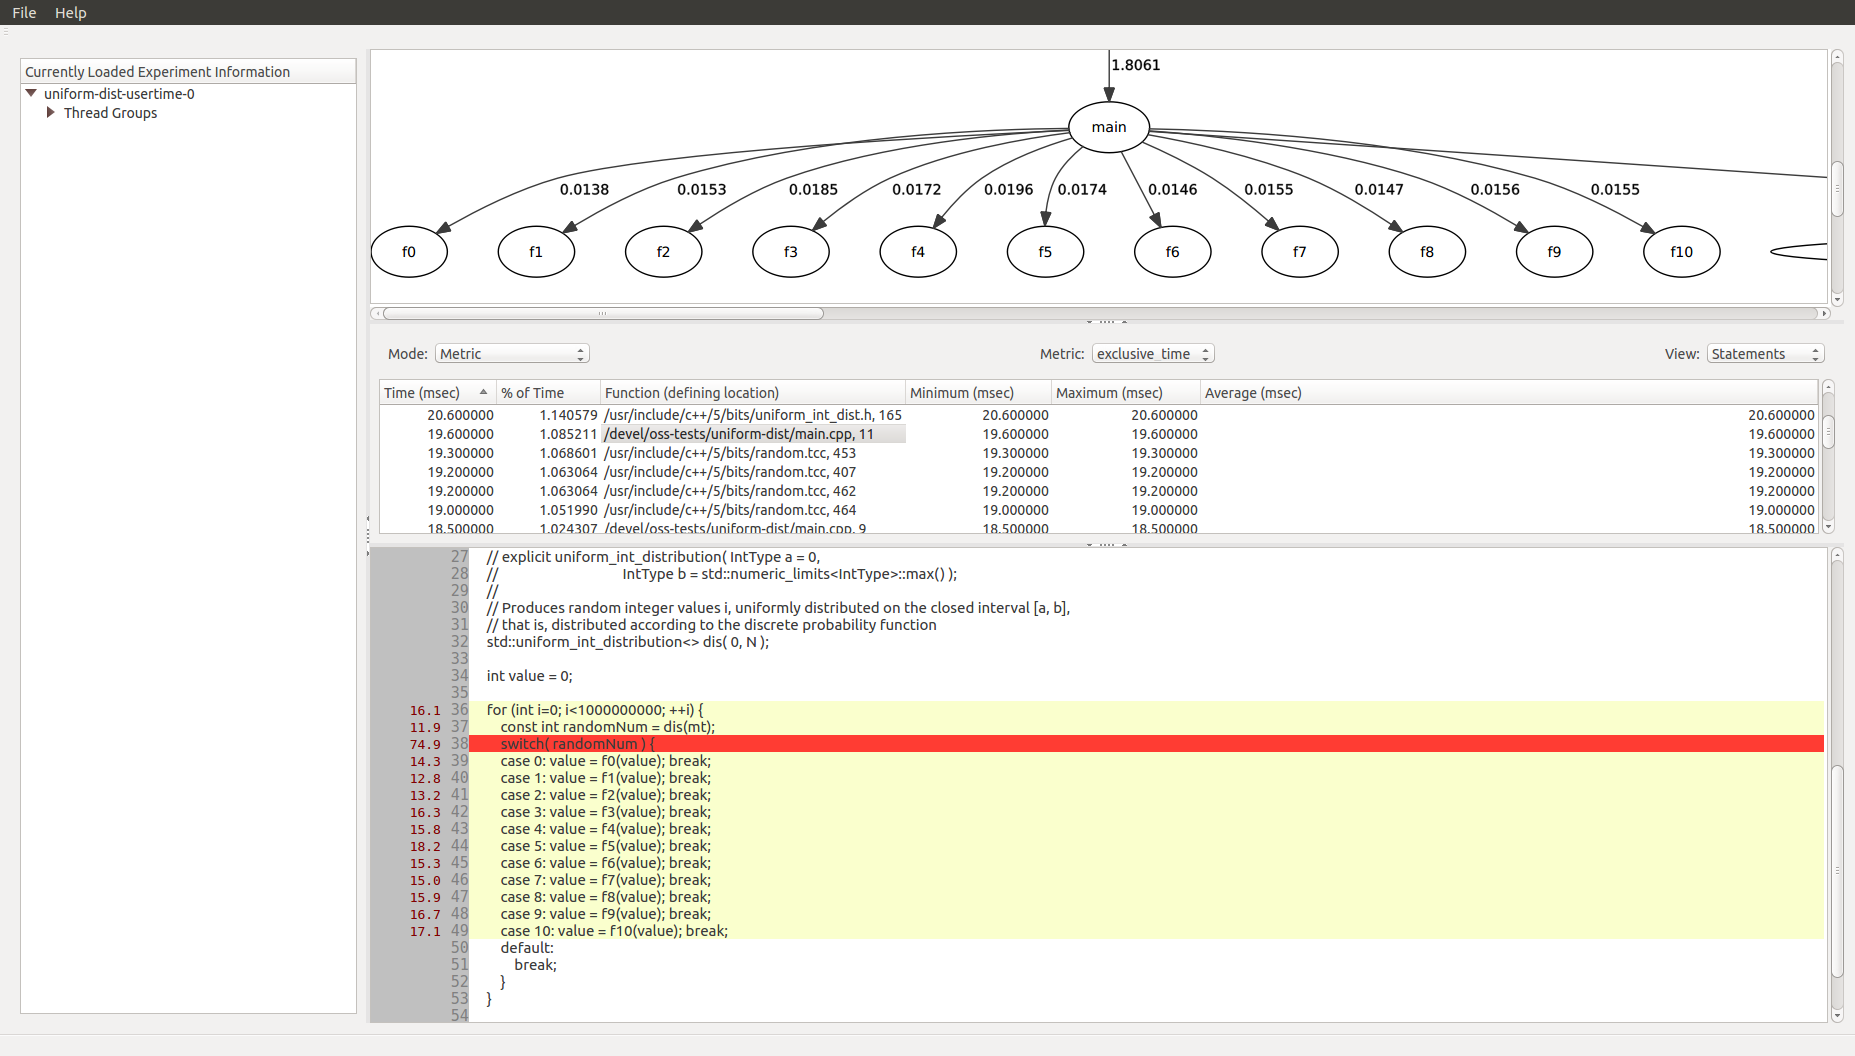 File Help
Currently Loaded Experiment Information
uniform-dist-usertime-0
Thread Groups
1.8061
main
0.0138 0.0153 0.0185 0.0172 0.0196 0.0174 0.0146 0.0155 0.0147 0.0156 0.0155
f0 f1 f2 f3 f4 f5 f6 f7 f8 f9 f10
Mode: Metric Metric: exclusive_time View: Statements
Time (msec) % of Time Function (defining location) Minimum (msec) Maximum (msec) Average (msec)
20.600000 1.140579 /usr/include/c++/5/bits/uniform_int_dist.h, 165 20.600000 20.600000 20.600000
19.600000 1.085211 /devel/oss-tests/uniform-dist/main.cpp, 11 19.600000 19.600000 19.600000
19.300000 1.068601 /usr/include/c++/5/bits/random.tcc, 453 19.300000 19.300000 19.300000
19.200000 1.063064 /usr/include/c++/5/bits/random.tcc, 407 19.200000 19.200000 19.200000
19.200000 1.063064 /usr/include/c++/5/bits/random.tcc, 462 19.200000 19.200000 19.200000
19.000000 1.051990 /usr/include/c++/5/bits/random.tcc, 464 19.000000 19.000000 19.000000
18.500000 1.024307 /devel/oss-tests/uniform-dist/main.cpp, 9 18.500000 18.500000 18.500000
27 // explicit uniform_int_distribution( IntType a = 0,
28 // IntType b = std::numeric_limits<IntType>::max() );
29 //
30 // Produces random integer values i, uniformly distributed on the closed interval [a, b],
31 // that is, distributed according to the discrete probability function
32 std::uniform_int_distribution<> dis( 0, N );
33
34 int value = 0;
35
16.1 36 for (int i=0; i<1000000000; ++i) {
11.9 37 const int randomNum = dis(mt);
74.9 38 switch( randomNum ) {
14.3 39 case 0: value = f0(value); break;
12.8 40 case 1: value = f1(value); break;
13.2 41 case 2: value = f2(value); break;
16.3 42 case 3: value = f3(value); break;
15.8 43 case 4: value = f4(value); break;
18.2 44 case 5: value = f5(value); break;
15.3 45 case 6: value = f6(value); break;
15.0 46 case 7: value = f7(value); break;
15.9 47 case 8: value = f8(value); break;
16.7 48 case 9: value = f9(value); break;
17.1 49 case 10: value = f10(value); break;
50 default:
51 break;
52 }
53 }
54